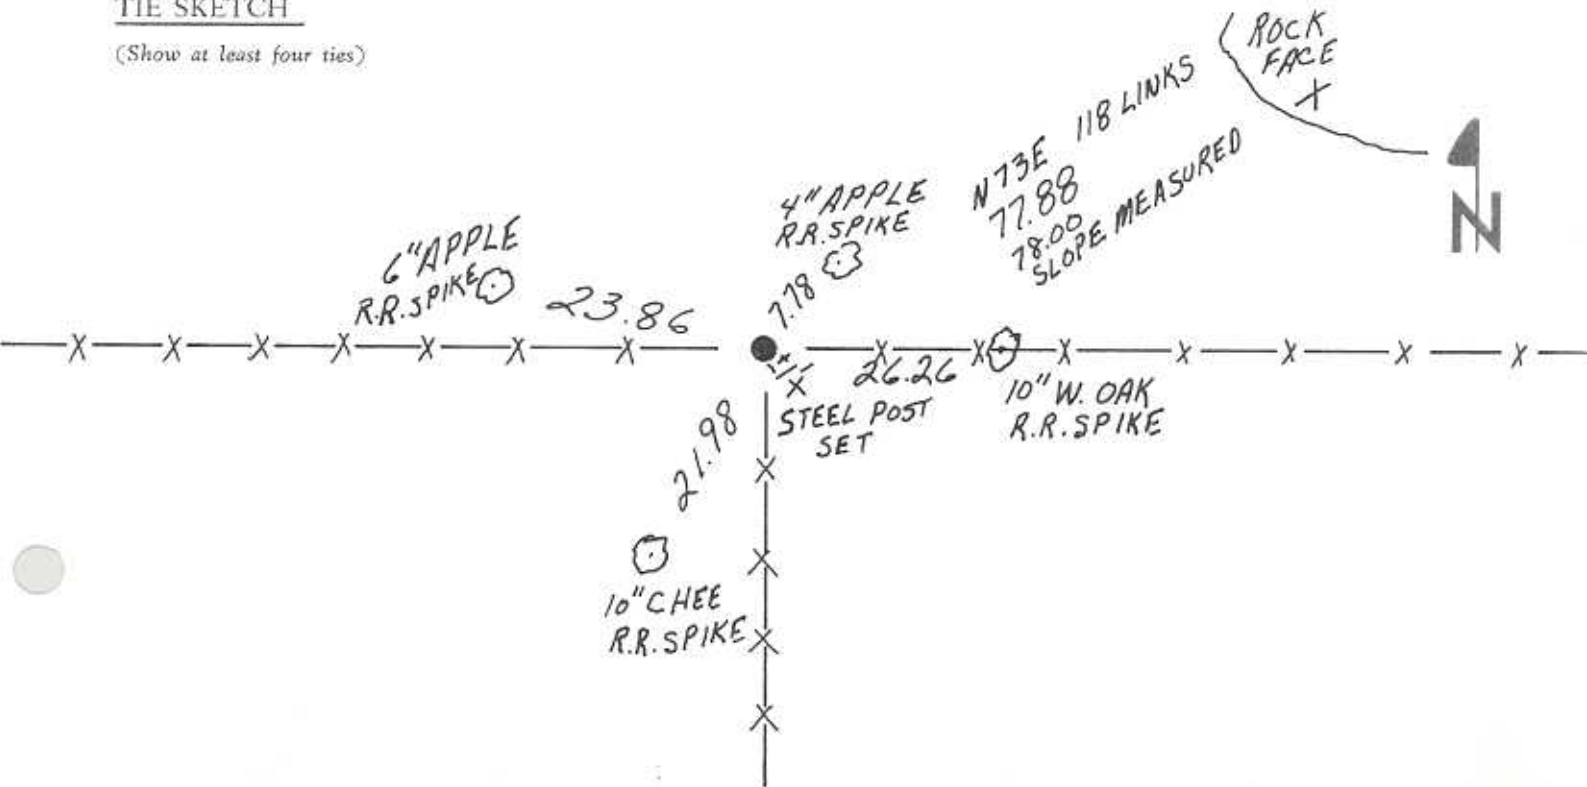 TIE SKETCH
(Show at least four ties)
ROCK
FACE
X
N73E 118 LINKS
77.88
78.00
SLOPE MEASURED
N
4" APPLE
R.R. SPIKE
7.78
6" APPLE
R.R. SPIKE
23.86
26.26
10" W. OAK
R.R. SPIKE
STEEL POST
SET
21.98
10" CHEE
R.R. SPIKE